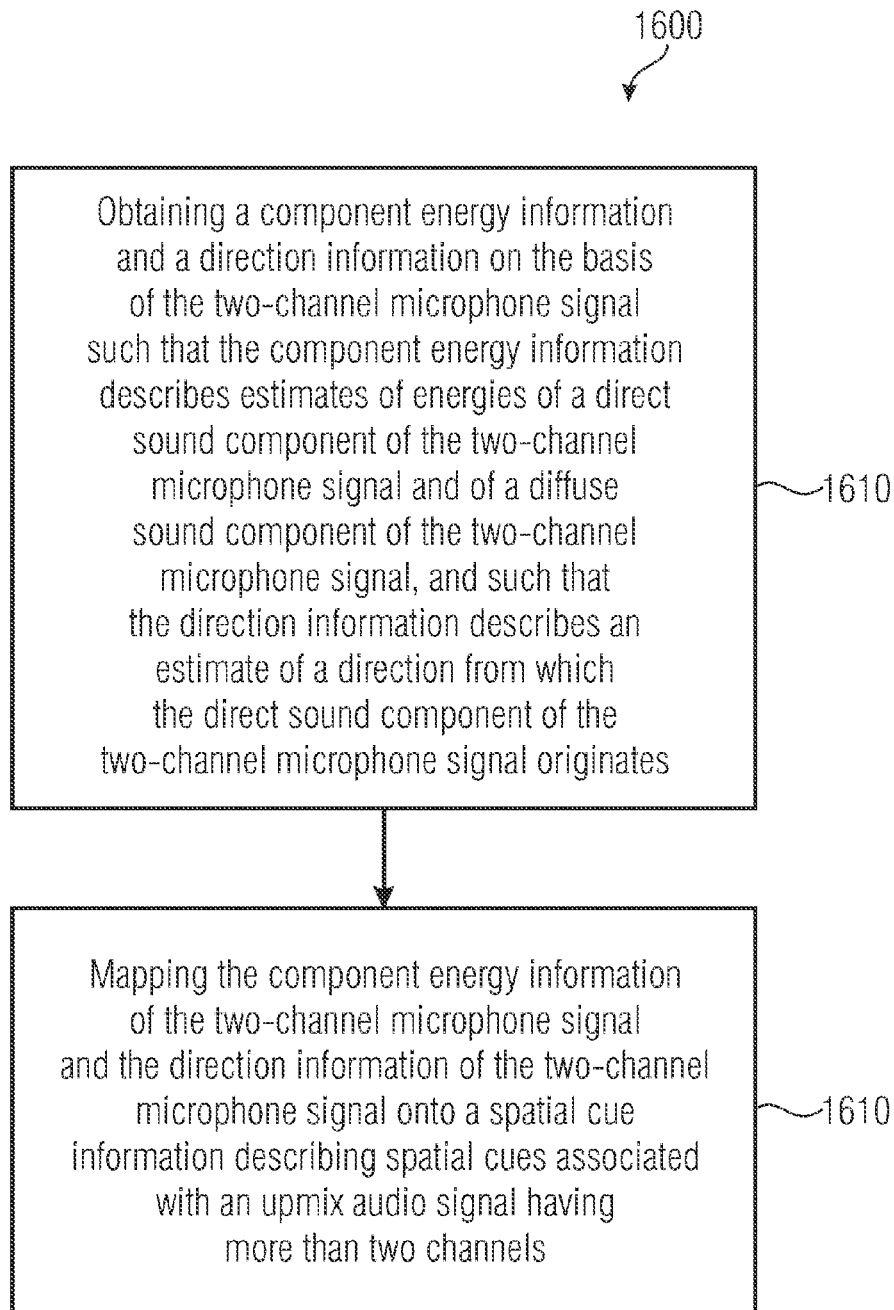 1600
Obtaining a component energy information
and a direction information on the basis
of the two-channel microphone signal
such that the component energy information
describes estimates of energies of a direct
sound component of the two-channel
microphone signal and of a diffuse
sound component of the two-channel
microphone signal, and such that
the direction information describes an
estimate of a direction from which
the direct sound component of the
two-channel microphone signal originates
1610
Mapping the component energy information
of the two-channel microphone signal
and the direction information of the two-channel
microphone signal onto a spatial cue
information describing spatial cues associated
with an upmix audio signal having
more than two channels
1610